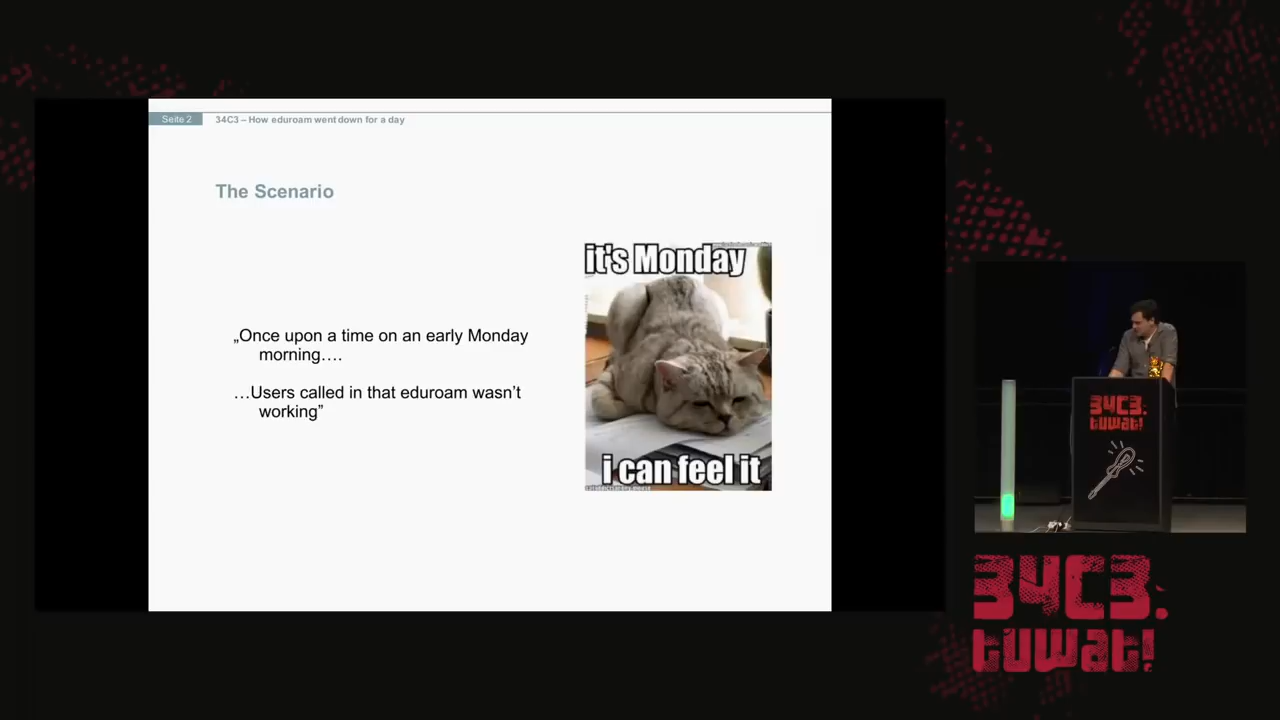 Seite 2
34C3 – How eduroam went down for a day
The Scenario
„Once upon a time on an early Monday
morning….
…Users called in that eduroam wasn’t
working”
it's Monday
i can feel it
34C3.
tuwat!
34C3.
tuwat!